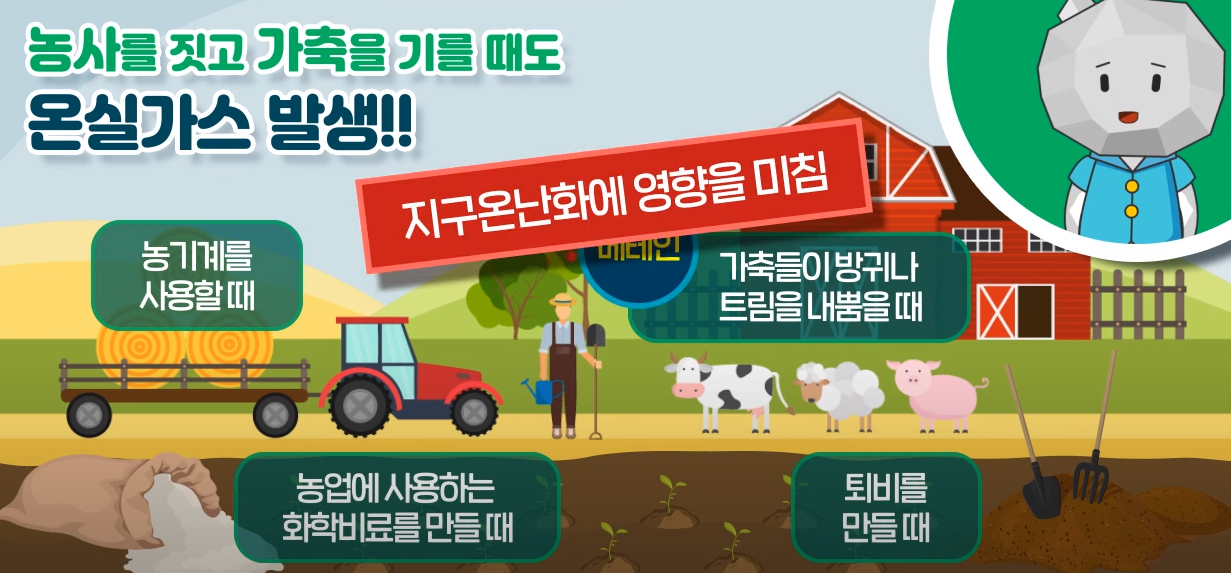 농사를 짓고 가축을 기를 때도
온실가스 발생!!
지구온난화에 영향을 미침
농기계를
사용할 때
메테인
가축들이 방귀나
트림을 내뿜을 때
농업에 사용하는
화학비료를 만들 때
퇴비를
만들 때